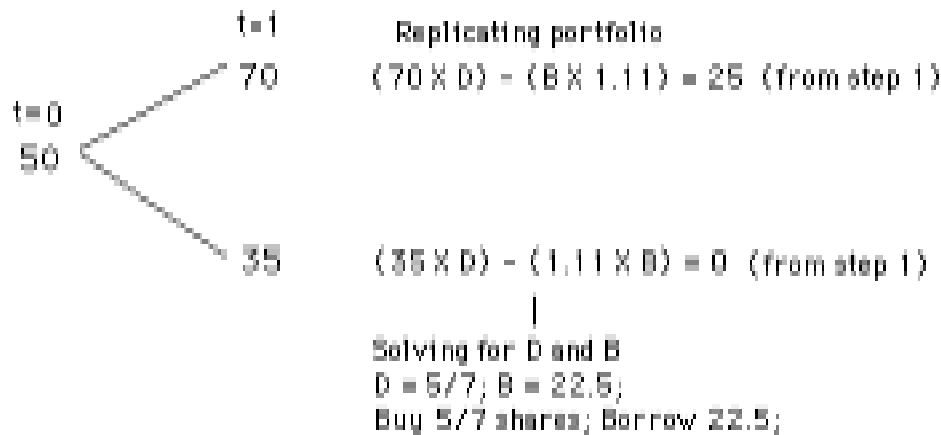 t=1
Replicating portfolio
70 (70 X D) - (B X 1.11) = 25 (from step 1)
t=0
50
35 (35 X D) - (1.11 X B) = 0 (from step 1)
Solving for D and B
D = 5/7; B = 22.5;
Buy 5/7 shares; Borrow 22.5;